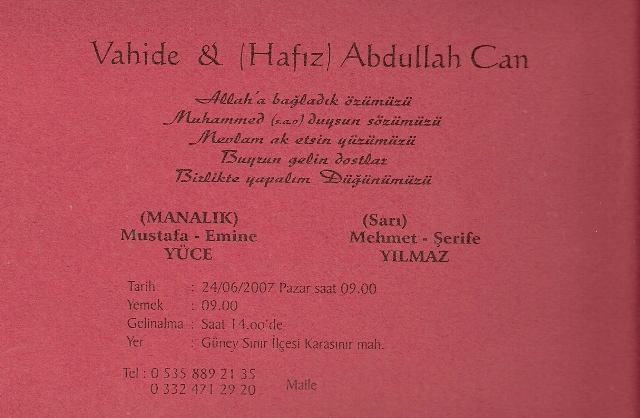 Vahide & (Hafız) Abdullah Can
Allah'a bağladık özümüzü
Muhammed (s.a.v) duysun sözümüzü
Mevlam ak etsin yüzümüzü
Buyrun gelin dostlar
Birlikte yapalım Düğünümüzü
(MANALIK) (Sarı)
Mustafa - Emine Mehmet - Şerife
YÜCE YILMAZ
Tarih : 24/06/2007 Pazar saat 09.00
Yemek : 09.00
Gelinalma : Saat 14.oo'de
Yer : Güney Sınır İlçesi Karasınır mah.
Tel : 0 535 889 21 35
0 332 471 29 20 Maile